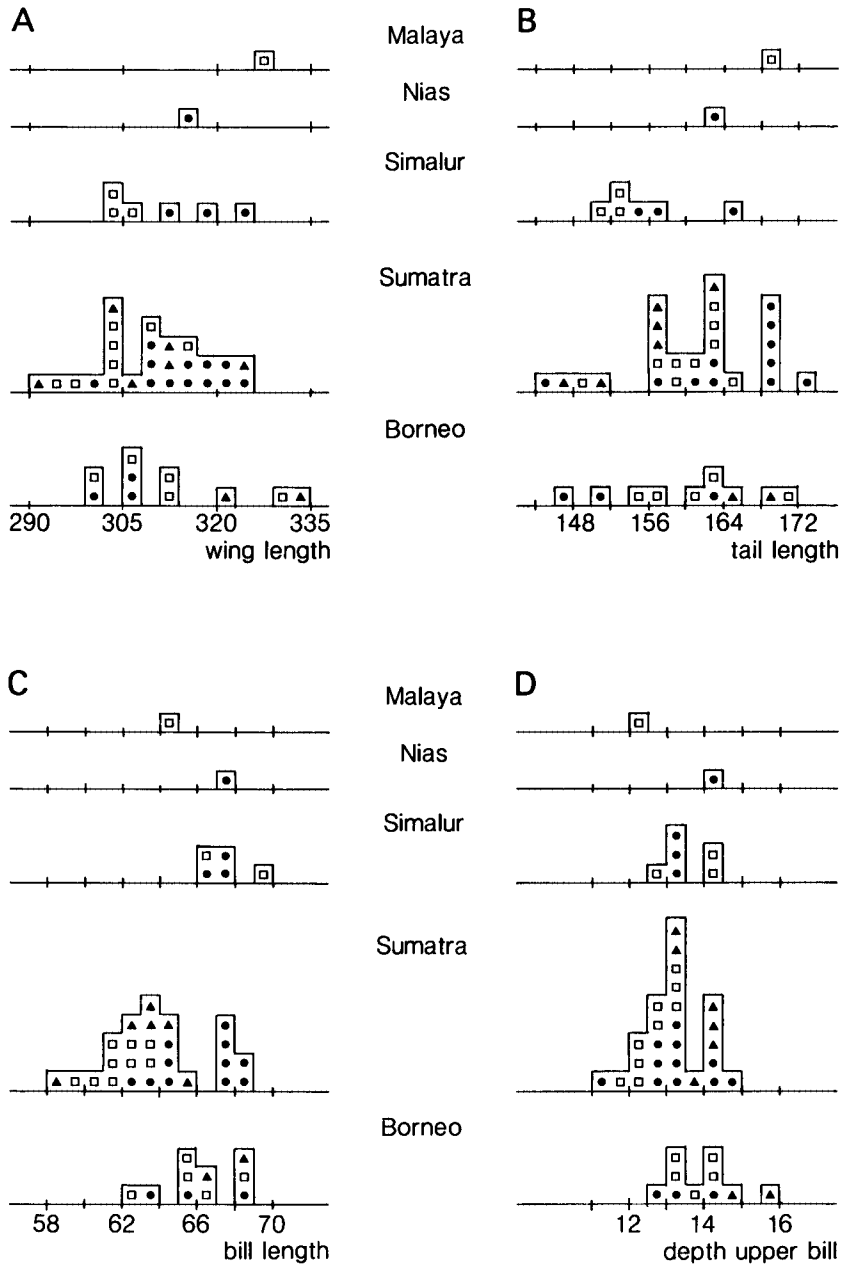 A
B
Malaya
Nias
Simalur
Sumatra
Borneo
290 305 320 335
wing length
148 156 164 172
tail length
C
D
Malaya
Nias
Simalur
Sumatra
Borneo
58 62 66 70
bill length
12 14 16
depth upper bill